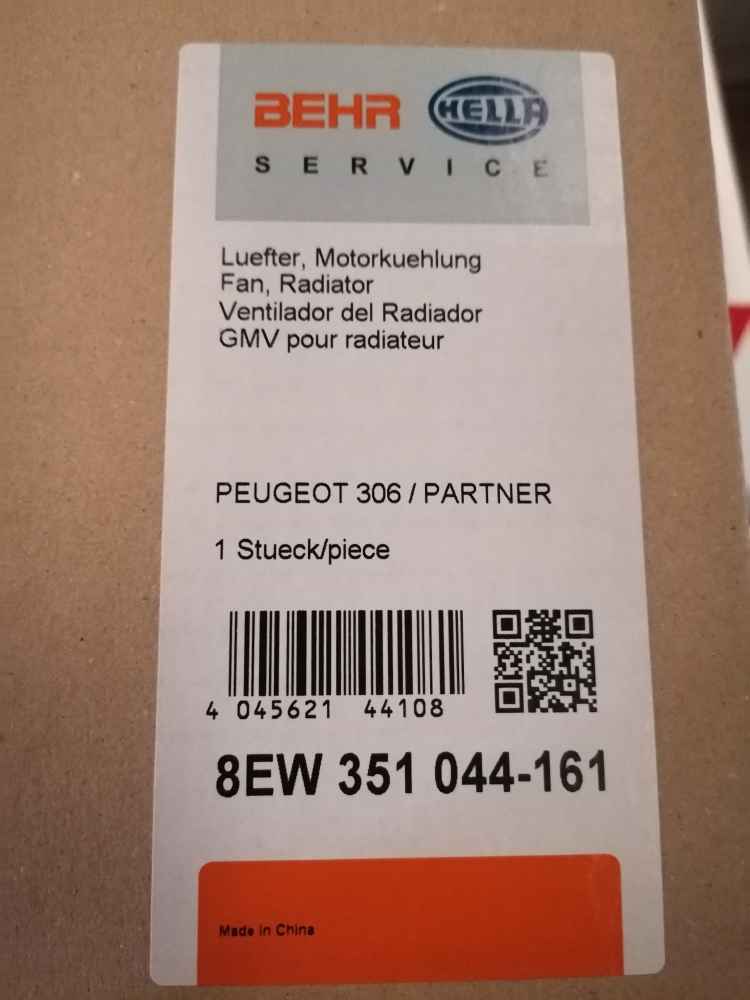 BEHR HELLA
SERVICE
Luefter, Motorkuehlung
Fan, Radiator
Ventilador del Radiador
GMV pour radiateur
PEUGEOT 306 / PARTNER
1 Stueck/piece
4 045621 44108
8EW 351 044-161
Made in China